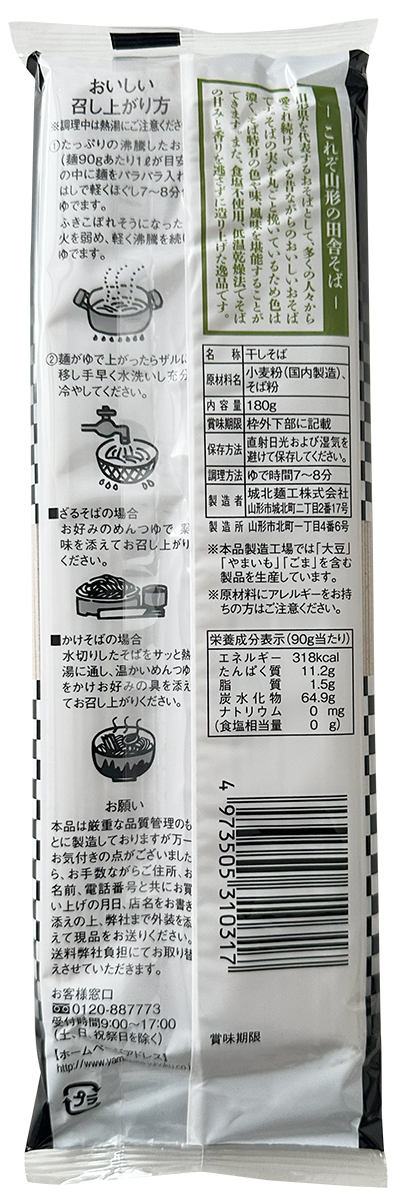 おいしい
召し上がり方
※調理中は熱湯にご注意くださ
①たっぷりの沸騰したお
(麺90gあたり1ℓが目安
の中に麺をパラパラ入れ
はしで軽くほぐし7〜8分
ゆでます。
ふきこぼれそうになった
火を弱め、軽く沸騰を続
ゆでます。
②麺がゆで上がったらザルに
移し手早く水洗いし充分
冷やしてください。
■ざるそばの場合
お好みのめんつゆで 薬
味を添えてお召し上がり
ください。
■かけそばの場合
水切りしたそばをサッと熱
湯に通し、温かいめんつゆ
をかけお好みの具を添え
てお召し上がりください。
お願い
本品は厳重な品質管理のも
とに製造しておりますが万一
お気付きの点がございました
ら、お手数ながらご住所、お
名前、電話番号と共にお買
い上げの月日、店名をお書き
添えの上、弊社まで外装を添
えて現品をお送りください。
送料弊社負担にてお取り替
えさせていただきます。
お客様窓口
0120-887773
受付時間9:00〜17:00
(土、日、祝祭日を除く)
【ホームページアドレス】
プラ
―これぞ山形の田舎そば―
山形県を代表するおそばとして、多くの人々から
愛され続けている昔ながらのおいしいおそば
です。そばの実を丸ごと挽いているため色は
濃く、そば特有の色や味、風味を堪能することが
できます。また、食塩不使用、低温乾燥法でそば
の甘みと香りを逃さずに造り上げた逸品です。
名 称 干しそば
原材料名 小麦粉(国内製造)、
そば粉
内 容 量 180g
賞味期限 枠外下部に記載
保存方法 直射日光および湿気を
避けて保存してください。
調理方法 ゆで時間7〜8分
製 造 者 城北麺工株式会社
山形市城北町二丁目2番17号
製 造 所 山形市北町一丁目4番6号
※本品製造工場では「大豆」
「やまいも」「ごま」を含む
製品を生産しています。
※原材料にアレルギーをお持
ちの方はご注意ください。
栄養成分表示(90g当たり)
エネルギー 318kcal
たんぱく質 11.2g
脂 質 1.5g
炭水化物 64.9g
ナトリウム 0 mg
(食塩相当量 0 g)
4 973505 310317
賞味期限